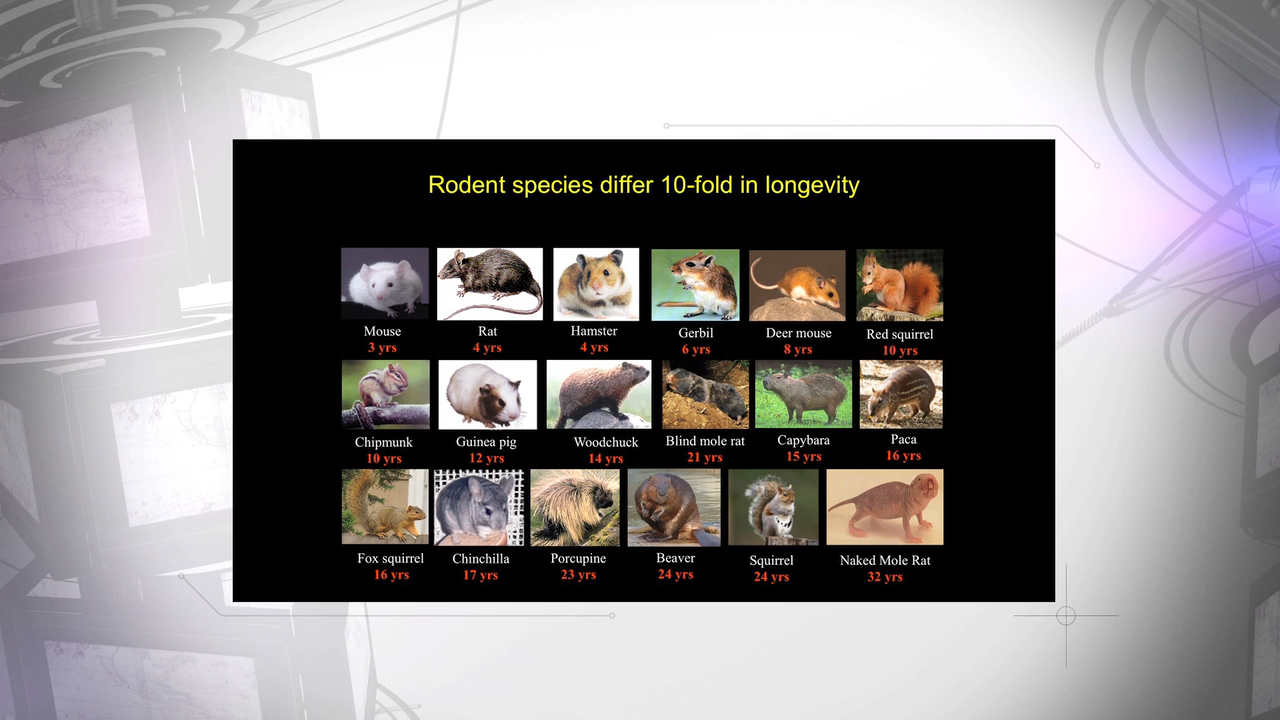 Rodent species differ 10-fold in longevity
Mouse
3 yrs
Rat
4 yrs
Hamster
4 yrs
Gerbil
6 yrs
Deer mouse
8 yrs
Red squirrel
10 yrs
Chipmunk
10 yrs
Guinea pig
12 yrs
Woodchuck
14 yrs
Blind mole rat
21 yrs
Capybara
15 yrs
Paca
16 yrs
Fox squirrel
16 yrs
Chinchilla
17 yrs
Porcupine
23 yrs
Beaver
24 yrs
Squirrel
24 yrs
Naked Mole Rat
32 yrs